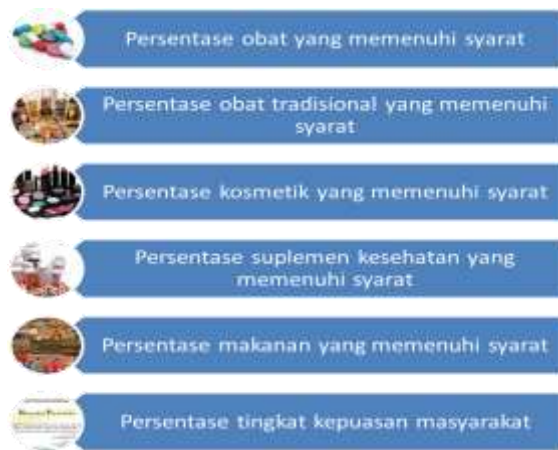 Persentase obat yang memenuhi syarat
Persentase obat tradisional yang memenuhi
syarat
Persentase kosmetik yang memenuhi syarat
Persentase suplemen kesehatan yang
memenuhi syarat
Persentase makanan yang memenuhi syarat
Persentase tingkat kepuasan masyarakat